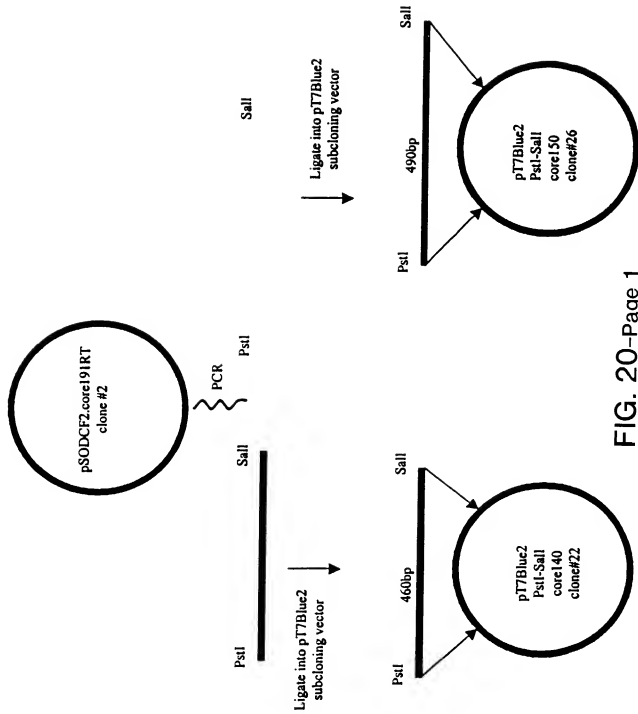 pSODCF2.core191RT
clone #2
PCR
PstI
SalI
PstI
SalI
Ligate into pT7Blue2
subcloning vector
Ligate into pT7Blue2
subcloning vector
PstI
460bp
SalI
PstI
490bp
SalI
pT7Blue2
PstI-SalI
core140
clone#22
pT7Blue2
PstI-SalI
core150
clone#26
FIG. 20-Page 1